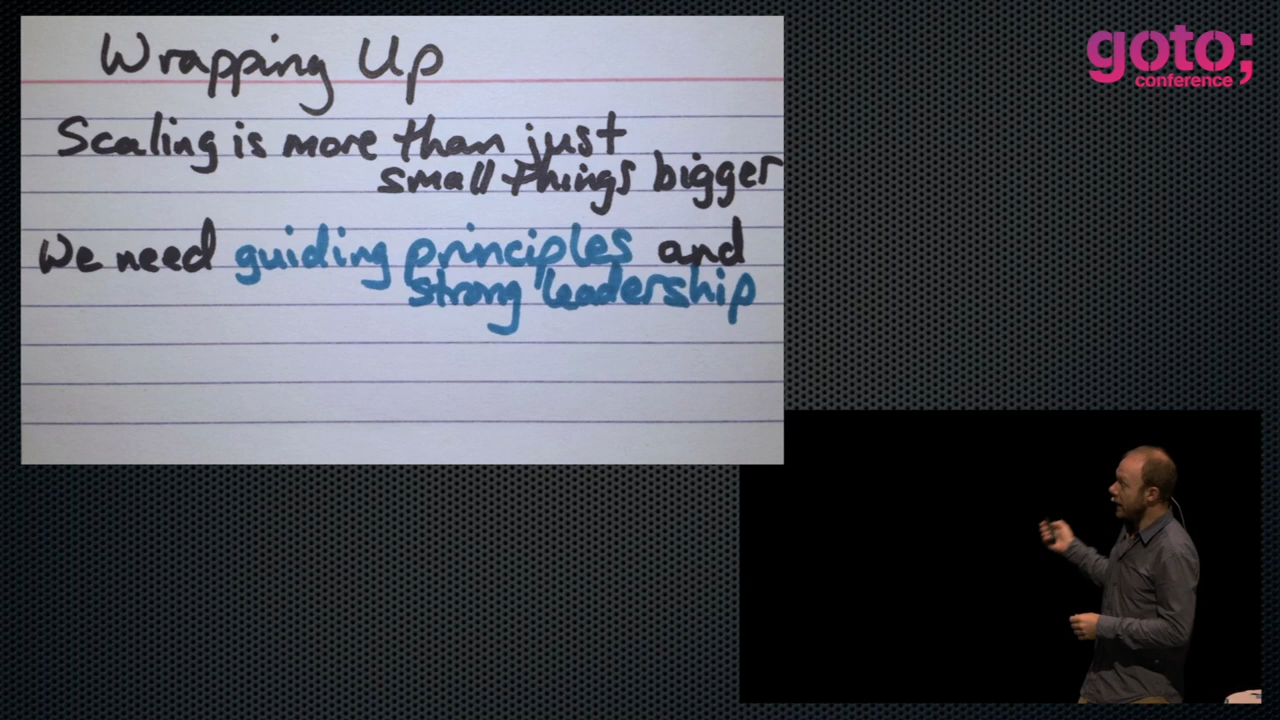 Wrapping Up
Scaling is more than just
small things bigger
We need guiding principles and
strong leadership
goto;
conference